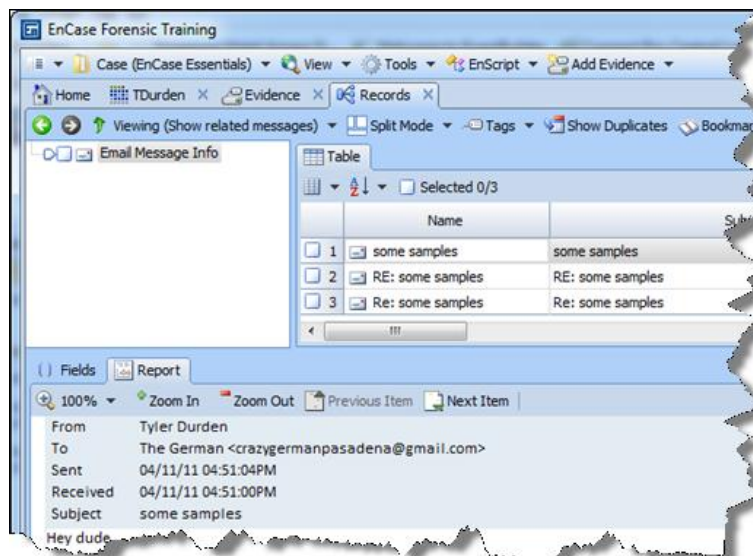 EnCase Forensic Training
Case (EnCase Essentials) View Tools EnScript Add Evidence
Home TDurden Evidence Records
Viewing (Show related messages) Split Mode Tags Show Duplicates
Email Message Info
Table
Selected 0/3
Name
1 some samples some samples
2 RE: some samples RE: some samples
3 Re: some samples Re: some samples
Fields Report
100% Zoom In Zoom Out Previous Item Next Item
From Tyler Durden
To The German <crazygermanpasadena@gmail.com>
Sent 04/11/11 04:51:04PM
Received 04/11/11 04:51:00PM
Subject some samples
Hey dude